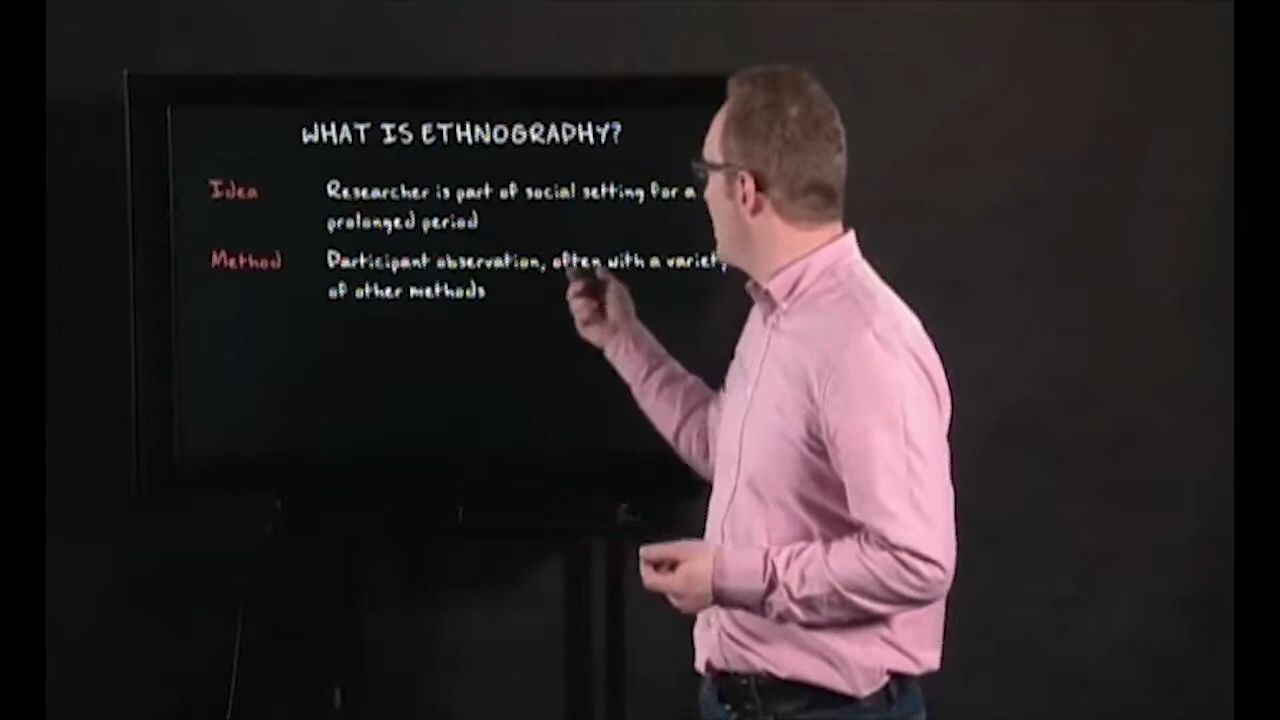 WHAT IS ETHNOGRAPHY?
Idea Researcher is part of social setting for a
prolonged period
Method Participant observation, often with a variety
of other methods